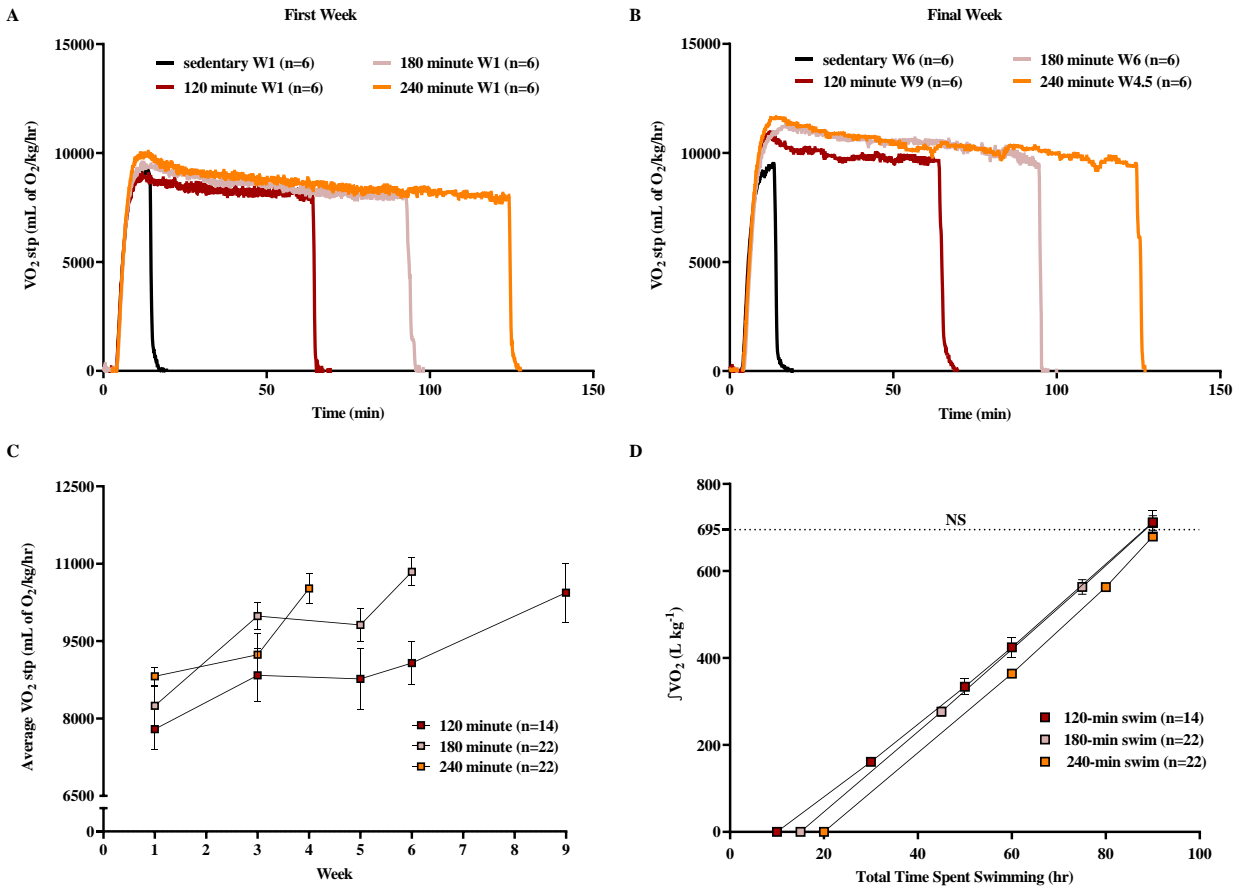 A
First Week
VO2 stp (mL of O2/kg/hr)
15000
10000
5000
0
sedentary W1 (n=6)
120 minute W1 (n=6)
180 minute W1 (n=6)
240 minute W1 (n=6)
0 50 100 150
Time (min)
B
Final Week
VO2 stp (mL of O2/kg/hr)
15000
10000
5000
0
sedentary W6 (n=6)
120 minute W9 (n=6)
180 minute W6 (n=6)
240 minute W4.5 (n=6)
0 50 100 150
Time (min)
C
Average VO2 stp (mL of O2/kg/hr)
12500
11000
9500
8000
6500
0
120 minute (n=14)
180 minute (n=22)
240 minute (n=22)
0 1 2 3 4 5 6 7 8 9
Week
D
∫VO2 (L kg-1)
800
695
600
400
200
0
NS
120-min swim (n=14)
180-min swim (n=22)
240-min swim (n=22)
0 20 40 60 80 100
Total Time Spent Swimming (hr)